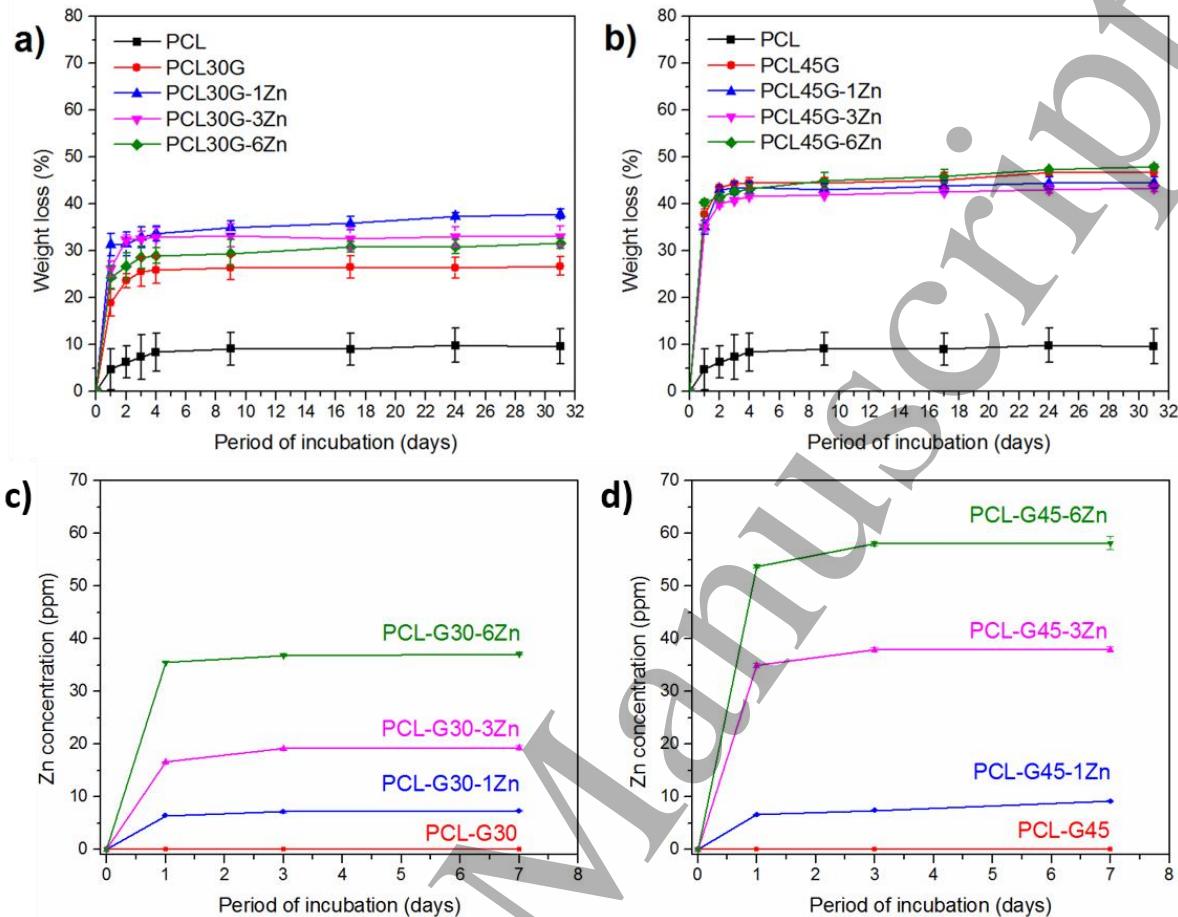 a)
80
70
60
50
40
30
20
10
0
Weight loss (%)
PCL
PCL30G
PCL30G-1Zn
PCL30G-3Zn
PCL30G-6Zn
0 2 4 6 8 10 12 14 16 18 20 22 24 26 28 30 32
Period of incubation (days)
b)
80
70
60
50
40
30
20
10
0
Weight loss (%)
PCL
PCL45G
PCL45G-1Zn
PCL45G-3Zn
PCL45G-6Zn
0 2 4 6 8 10 12 14 16 18 20 22 24 26 28 30 32
Period of incubation (days)
c)
70
60
50
40
30
20
10
0
Zn concentration (ppm)
PCL-G30-6Zn
PCL-G30-3Zn
PCL-G30-1Zn
PCL-G30
0 1 2 3 4 5 6 7 8
Period of incubation (days)
d)
70
60
50
40
30
20
10
0
Zn concentration (ppm)
PCL-G45-6Zn
PCL-G45-3Zn
PCL-G45-1Zn
PCL-G45
0 1 2 3 4 5 6 7 8
Period of incubation (days)
Manuscript